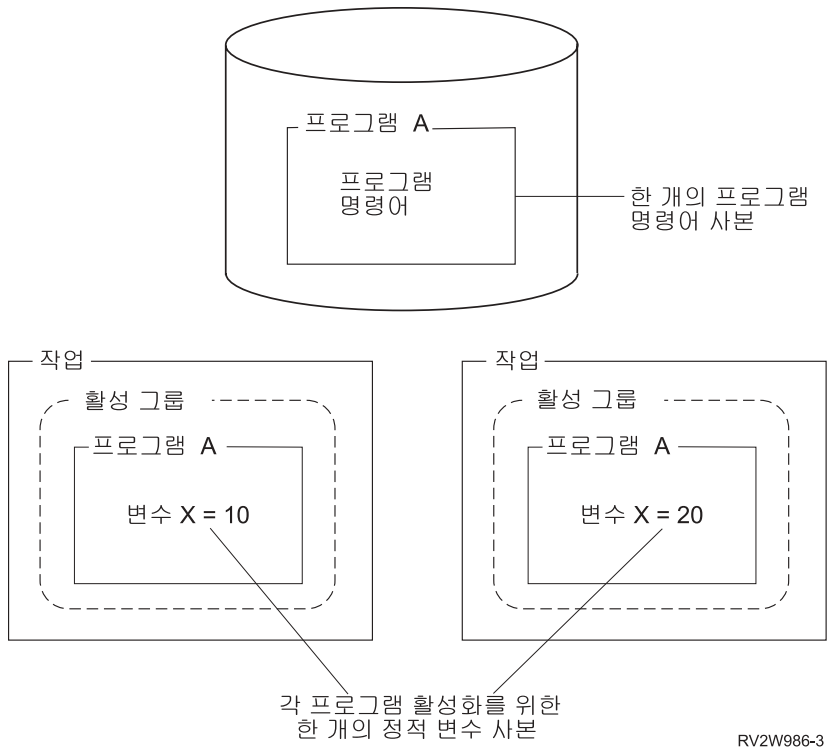 프로그램 A
프로그램
명령어
한 개의 프로그램
명령어 사본
작업
활성 그룹
프로그램 A
변수 X = 10
작업
활성 그룹
프로그램 A
변수 X = 20
각 프로그램 활성화를 위한
한 개의 정적 변수 사본
RV2W986-3